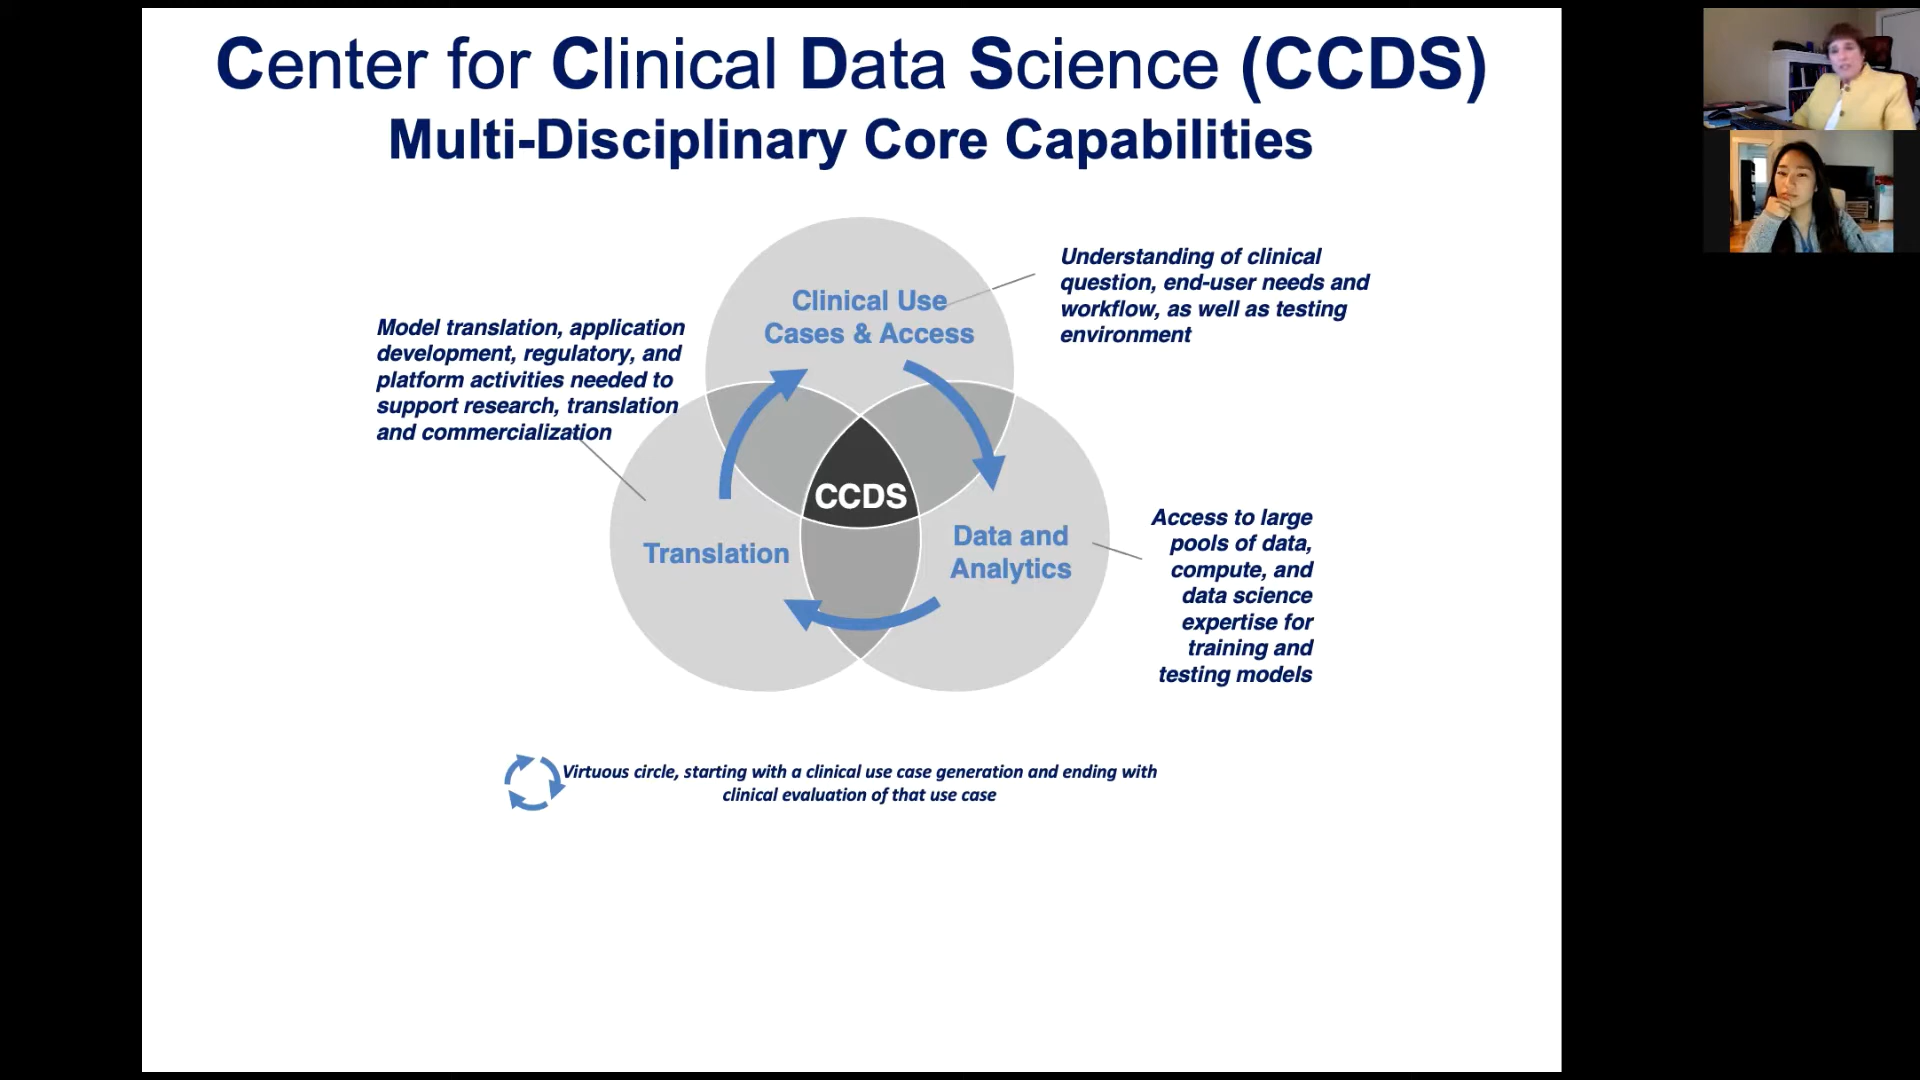 Center for Clinical Data Science (CCDS)
Multi-Disciplinary Core Capabilities
Understanding of clinical
question, end-user needs and
workflow, as well as testing
environment
Clinical Use
Cases & Access
Model translation, application
development, regulatory, and
platform activities needed to
support research, translation
and commercialization
CCDS
Translation
Data and
Analytics
Access to large
pools of data,
compute, and
data science
expertise for
training and
testing models
Virtuous circle, starting with a clinical use case generation and ending with
clinical evaluation of that use case